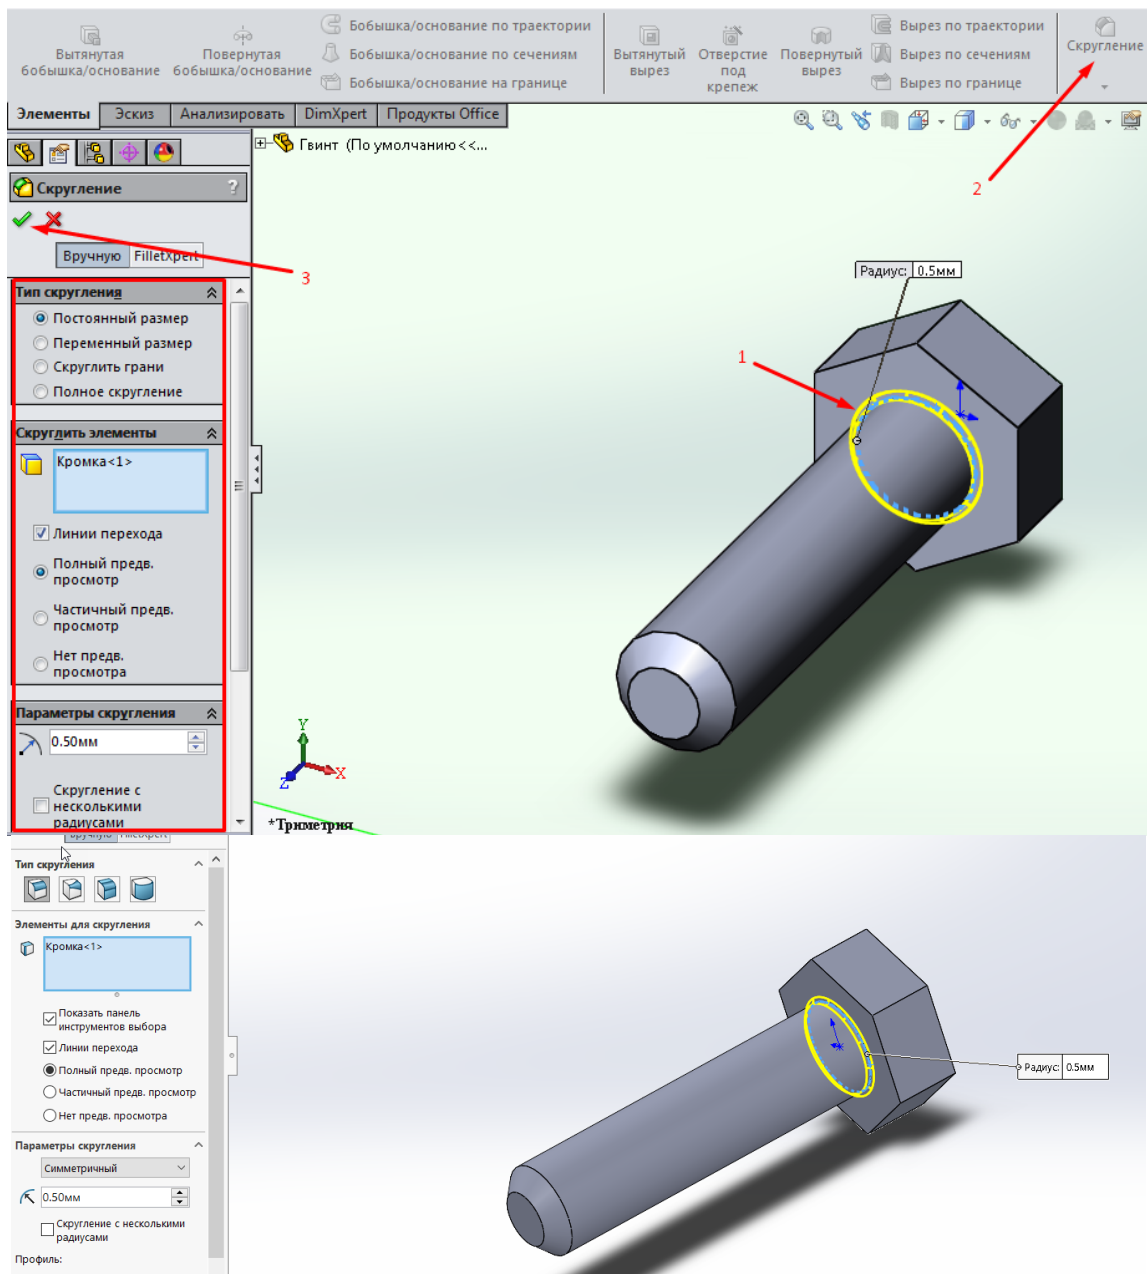 Вытянутая
бобышка/основание
Повернутая
бобышка/основание
Бобышка/основание по траектории
Бобышка/основание по сечениям
Бобышка/основание на границе
Вытянутый
вырез
Отверстие
под
крепеж
Повернутый
вырез
Вырез по траектории
Вырез по сечениям
Вырез по границе
Скругление
2
Элементы
Эскиз
Анализировать
DimXpert
Продукты Office
Гвинт (По умолчанию<<...
Скругление
?
Вручную
FilletXpert
3
Тип скругления
Постоянный размер
Переменный размер
Скруглить грани
Полное скругление
Скруглить элементы
Кромка<1>
Линии перехода
Полный предв.
просмотр
Частичный предв.
просмотр
Нет предв.
просмотра
Параметры скругления
0.50мм
Скругление с
несколькими
радиусами
Радиус: 0.5мм
1
Y
X
Z
*Триметрия
Вручную FilletXpert
Тип скругления
Элементы для скругления
Кромка<1>
Показать панель
инструментов выбора
Линии перехода
Полный предв. просмотр
Частичный предв. просмотр
Нет предв. просмотра
Параметры скругления
Симметричный
0.50мм
Скругление с несколькими
радиусами
Профиль:
Радиус: 0.5мм